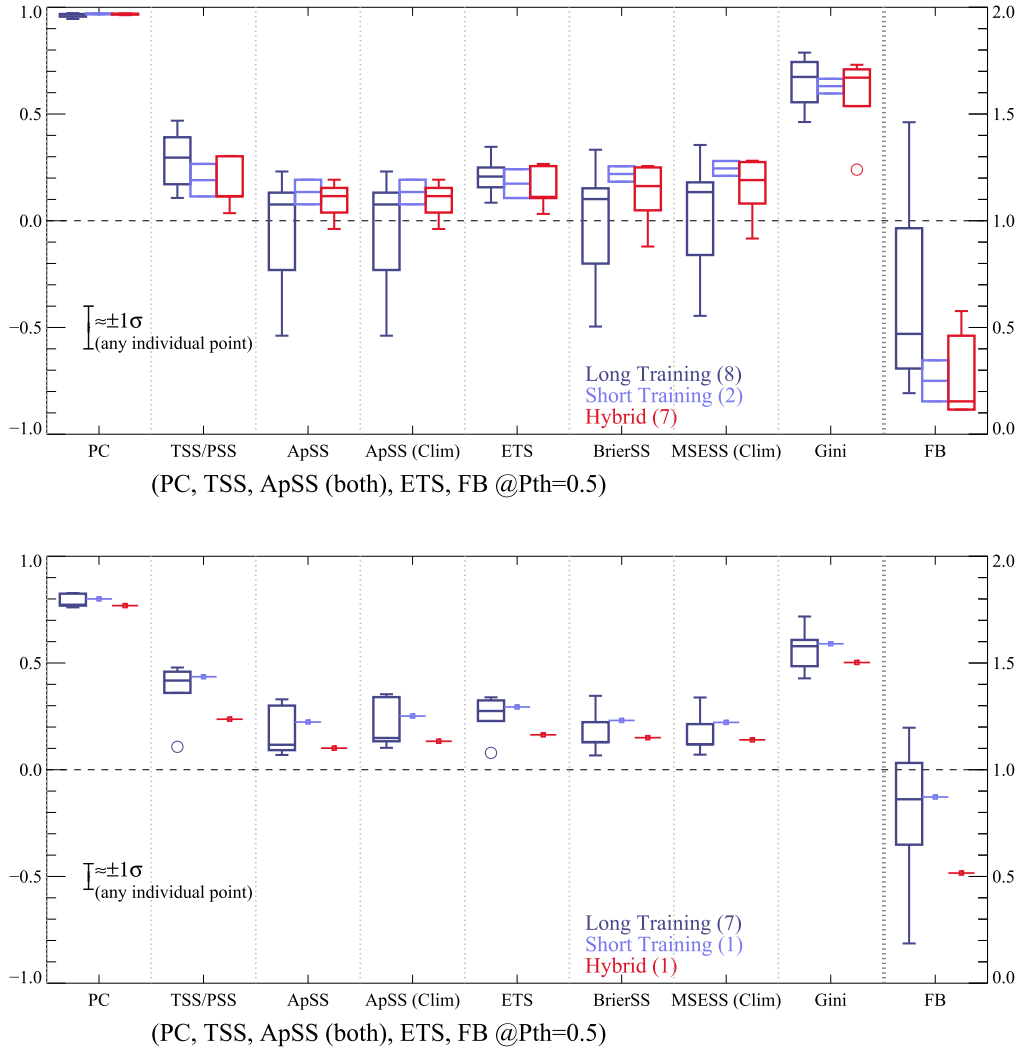 1.0
0.5
0.0
−0.5
−1.0
2.0
1.5
1.0
0.5
0.0
≈±1σ
(any individual point)
Long Training (8)
Short Training (2)
Hybrid (7)
PC TSS/PSS ApSS ApSS (Clim) ETS BrierSS MSESS (Clim) Gini FB
(PC, TSS, ApSS (both), ETS, FB @Pth=0.5)
1.0
0.5
0.0
−0.5
−1.0
2.0
1.5
1.0
0.5
0.0
≈±1σ
(any individual point)
Long Training (7)
Short Training (1)
Hybrid (1)
PC TSS/PSS ApSS ApSS (Clim) ETS BrierSS MSESS (Clim) Gini FB
(PC, TSS, ApSS (both), ETS, FB @Pth=0.5)